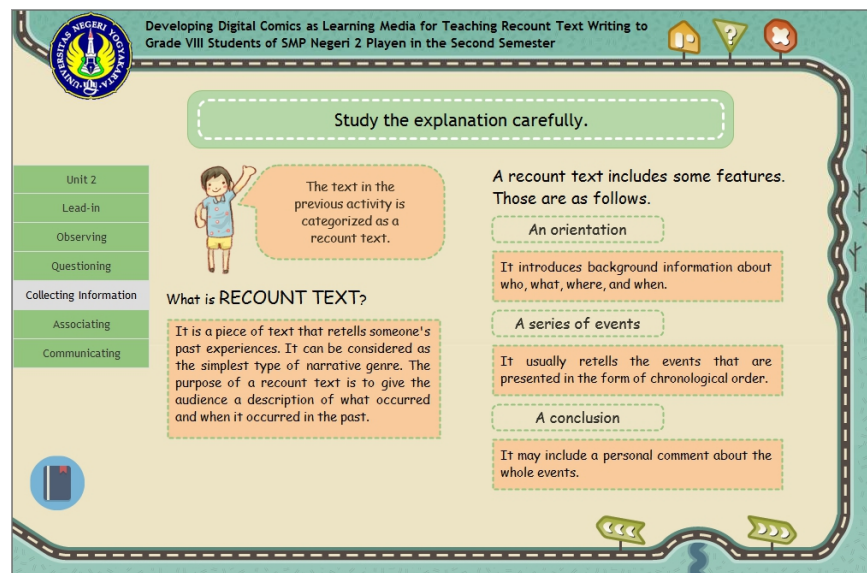 Developing Digital Comics as Learning Media for Teaching Recount Text Writing to
Grade VIII Students of SMP Negeri 2 Playen in the Second Semester
UNIVERSITAS NEGERI YOGYAKARTA
Study the explanation carefully.
Unit 2
Lead-in
Observing
Questioning
Collecting Information
Associating
Communicating
The text in the
previous activity is
categorized as a
recount text.
What is RECOUNT TEXT?
It is a piece of text that retells someone's
past experiences. It can be considered as
the simplest type of narrative genre. The
purpose of a recount text is to give the
audience a description of what occurred
and when it occurred in the past.
A recount text includes some features.
Those are as follows.
An orientation
It introduces background information about
who, what, where, and when.
A series of events
It usually retells the events that are
presented in the form of chronological order.
A conclusion
It may include a personal comment about the
whole events.